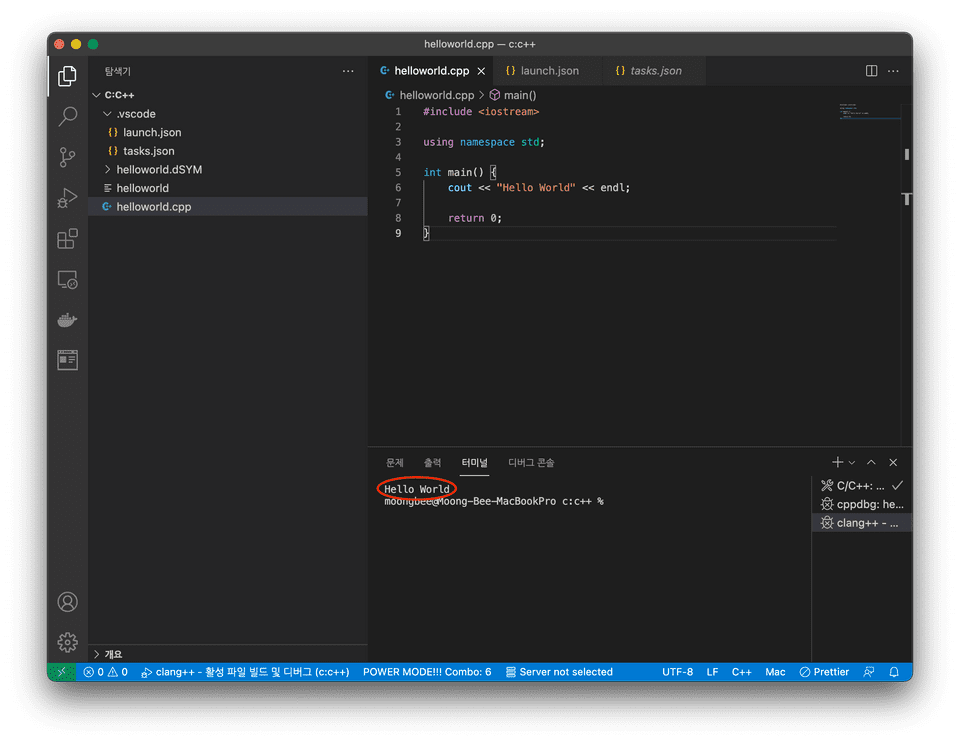 helloworld.cpp — c:c++
탐색기 ...
C:C++
.vscode
{} launch.json
{} tasks.json
helloworld.dSYM
helloworld
helloworld.cpp
helloworld.cpp {} launch.json {} tasks.json
helloworld.cpp > main()
1 #include <iostream>
2
3 using namespace std;
4
5 int main() {
6 cout << "Hello World" << endl;
7
8 return 0;
9 }
문제 출력 터미널 디버그 콘솔
Hello World
moongbee@Moong-Bee-MacBookPro c:c++ %
C/C++: ...
cppdbg: he...
clang++ - ...
개요
0 0 clang++ - 활성 파일 빌드 및 디버그 (c:c++) POWER MODE!!! Combo: 6 Server not selected UTF-8 LF C++ Mac Prettier